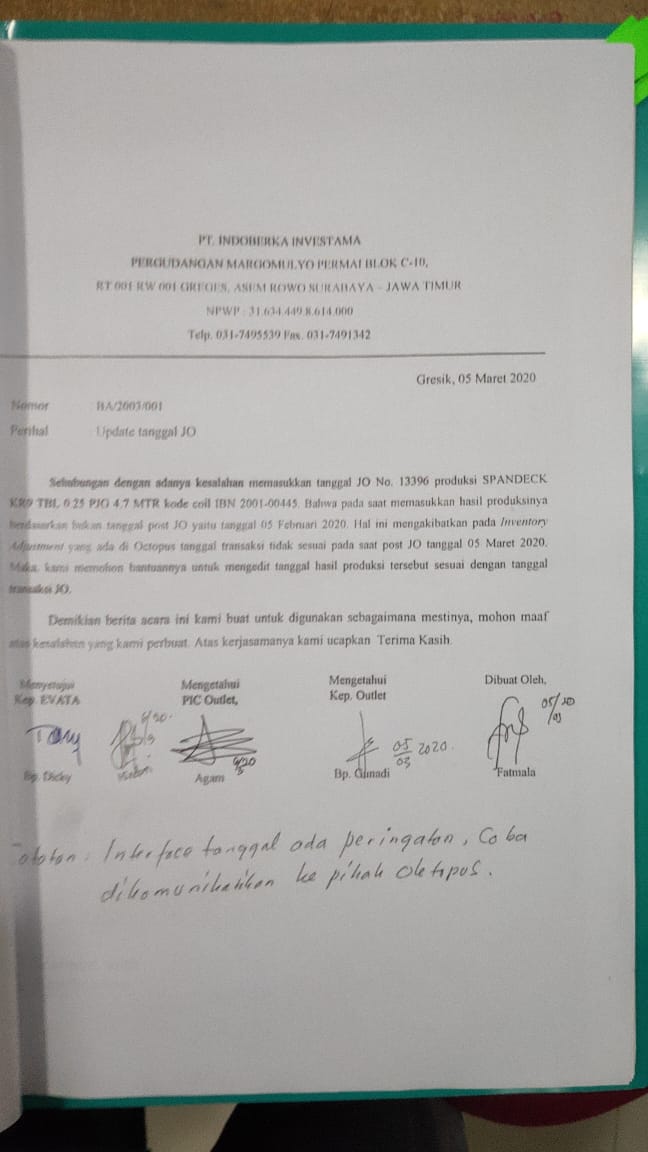 PT. INDOBERKA INVESTAMA
PERGUDANGAN MARGOMULYO PERMAI BLOK C-10,
RT 001 RW 001 GREGES, ASEM ROWO SURABAYA – JAWA TIMUR
NPWP : 31.634.449.8.614.000
Telp. 031-7495539 Fax. 031-7491342
Gresik, 05 Maret 2020
Nomor : BA/2003/001
Perihal : Update tanggal JO
Sehubungan dengan adanya kesalahan memasukkan tanggal JO No. 13396 produksi SPANDECK
KR9 TBL 0.25 PJG 4.7 MTR kode coil IBN 2001-00445. Bahwa pada saat memasukkan hasil produksinya
berdasarkan bukan tanggal post JO yaitu tanggal 05 Februari 2020. Hal ini mengakibatkan pada Inventory
Adjustment yang ada di Octopus tanggal transaksi tidak sesuai pada saat post JO tanggal 05 Maret 2020.
Maka, kami memohon bantuannya untuk mengedit tanggal hasil produksi tersebut sesuai dengan tanggal
transaksi JO.
Demikian berita acara ini kami buat untuk digunakan sebagaimana mestinya, mohon maaf
atas kesalahan yang kami perbuat. Atas kerjasamanya kami ucapkan Terima Kasih.
Menyetujui Mengetahui Mengetahui Dibuat Oleh,
Kep. EVATA PIC Outlet, Kep. Outlet
05/03 2020.
Bp. Dicky Agam Bp. Gunadi Fatmala
Interface tanggal ada peringatan, Coba
dikomunikasikan ke pihak Oktopus.